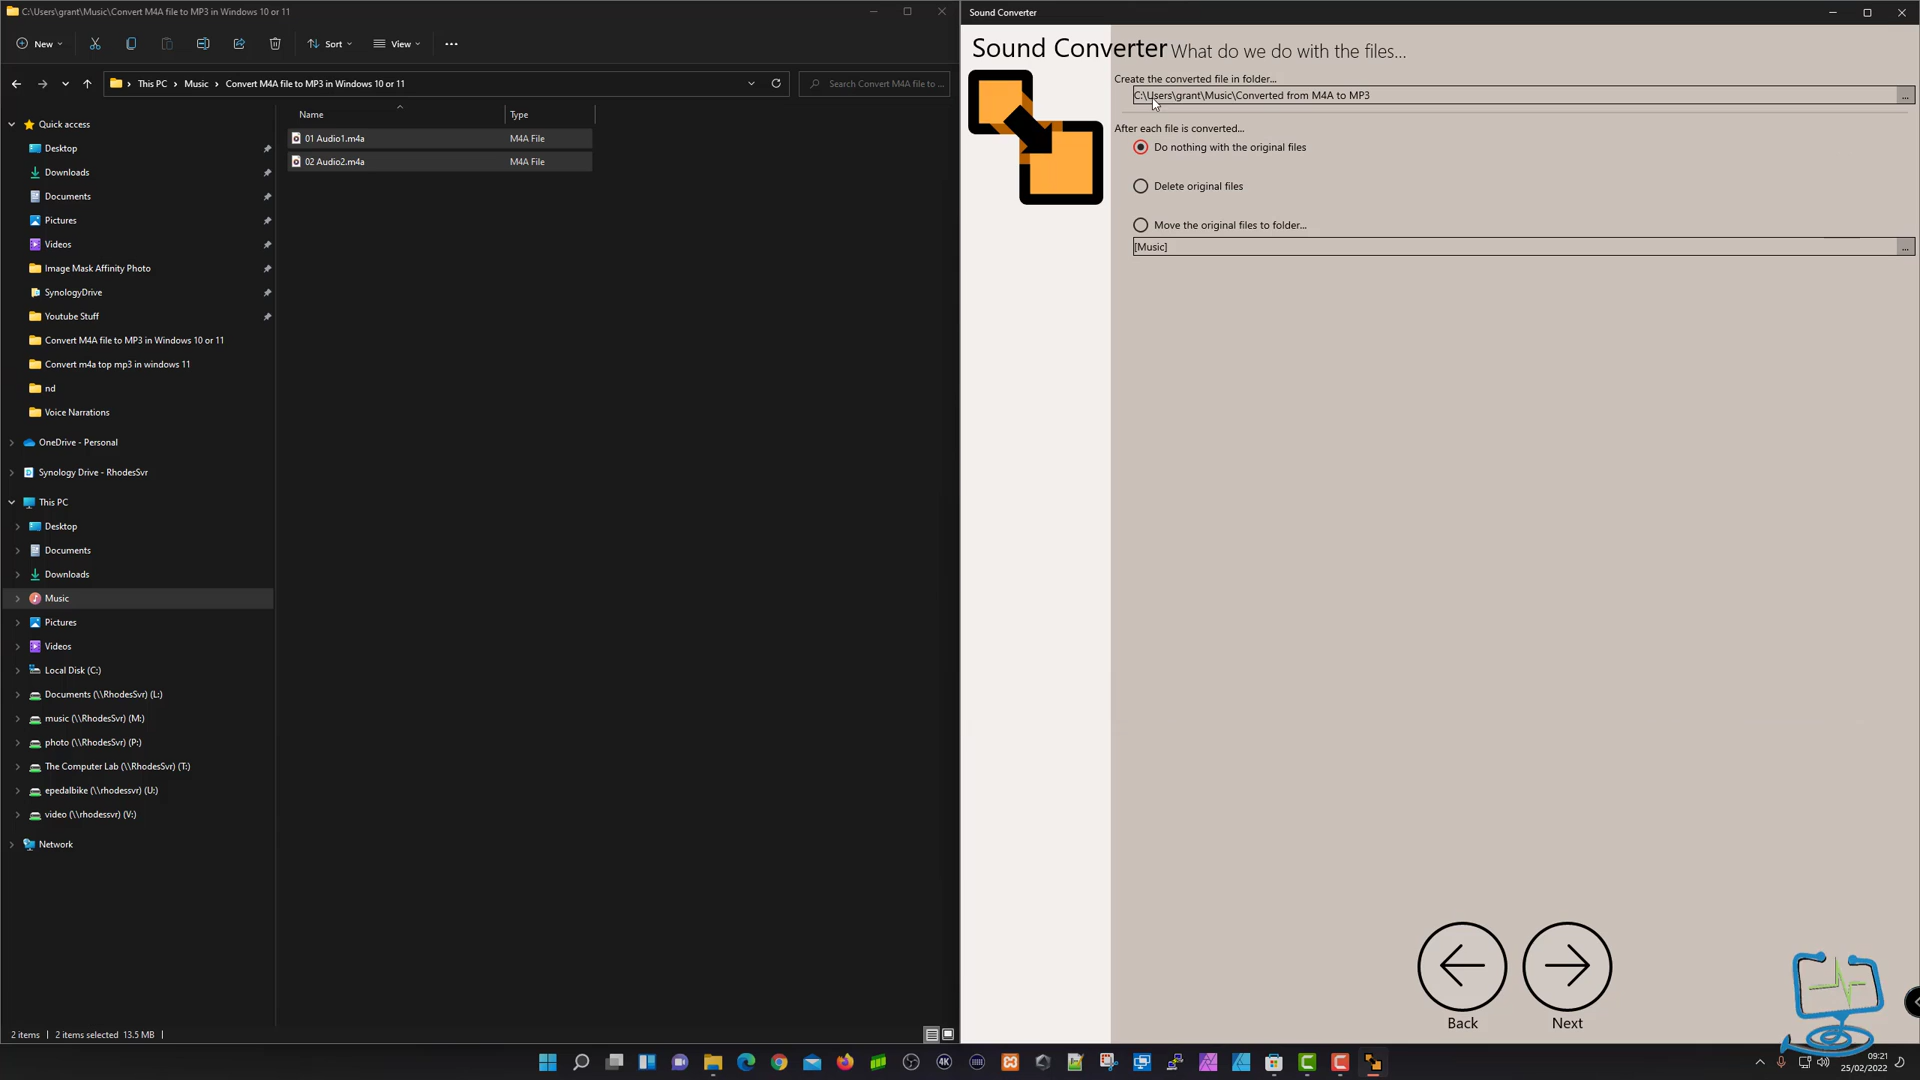 C:\Users\grant\Music\Convert M4A file to MP3 in Windows 10 or 11
New
Sort
View
This PC
Music
Convert M4A file to MP3 in Windows 10 or 11
Search Convert M4A file to ...
Quick access
Desktop
Downloads
Documents
Pictures
Videos
Image Mask Affinity Photo
SynologyDrive
Youtube Stuff
Convert M4A file to MP3 in Windows 10 or 11
Convert m4a top mp3 in windows 11
nd
Voice Narrations
OneDrive - Personal
Synology Drive - RhodesSvr
This PC
Desktop
Documents
Downloads
Music
Pictures
Videos
Local Disk (C:)
Documents (\\RhodesSvr) (L:)
music (\\RhodesSvr) (M:)
photo (\\RhodesSvr) (P:)
The Computer Lab (\\RhodesSvr) (T:)
epedalbike (\\rhodessvr) (U:)
video (\\rhodessvr) (V:)
Network
Name Type
01 Audio1.m4a M4A File
02 Audio2.m4a M4A File
2 items 2 items selected 13.5 MB
Sound Converter
Sound Converter What do we do with the files...
Create the converted file in folder...
C:\Users\grant\Music\Converted from M4A to MP3
...
After each file is converted...
Do nothing with the original files
Delete original files
Move the original files to folder...
[Music]
...
Back
Next
4K
09:21
25/02/2022